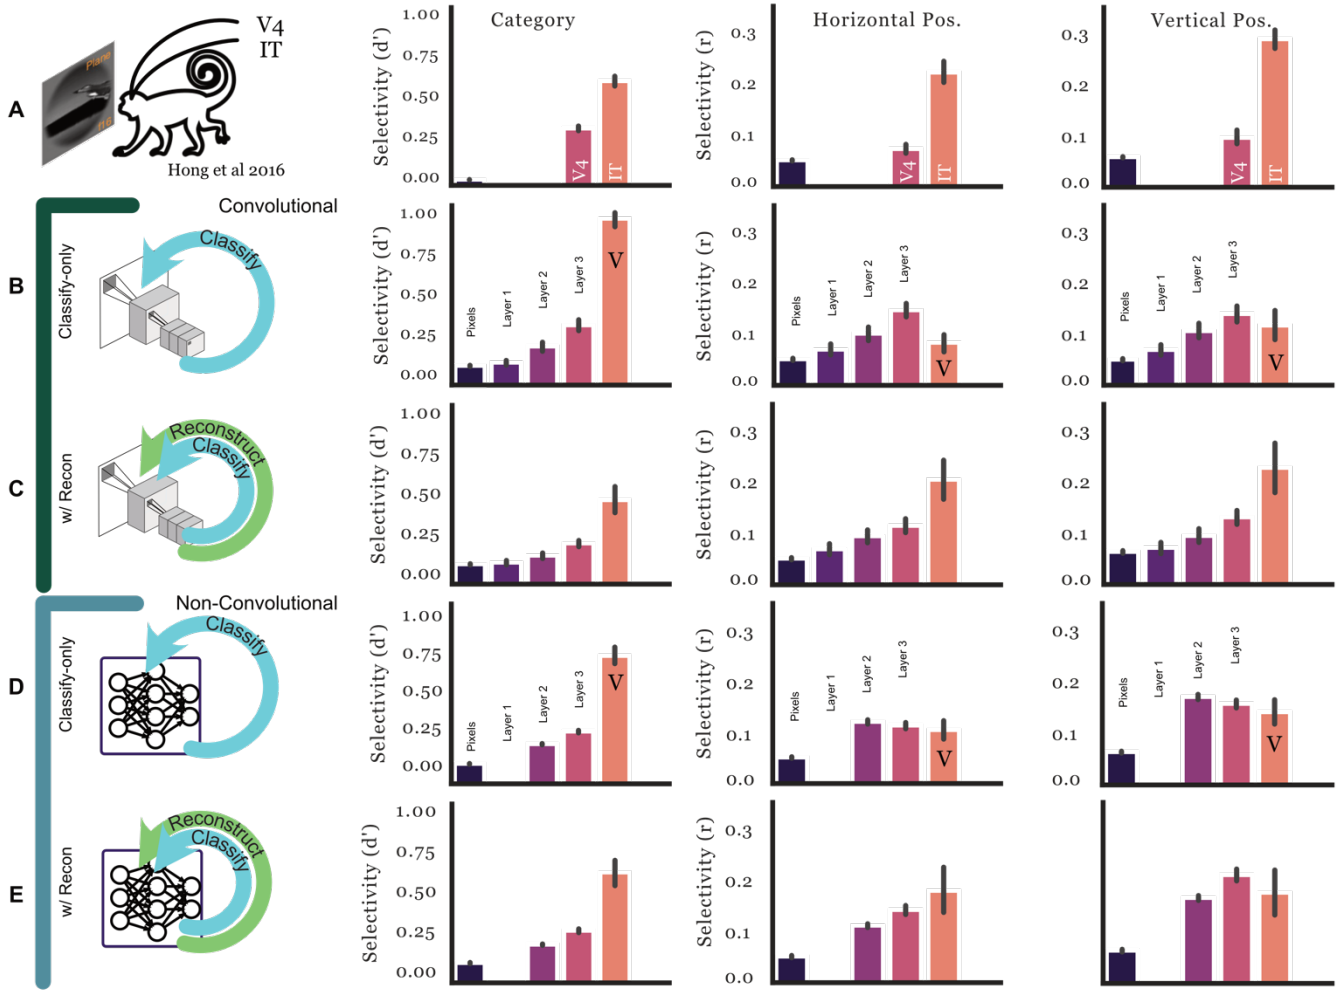 Category
Horizontal Pos.
Vertical Pos.
A
Plane
f16
V4
IT
Hong et al 2016
Selectivity (d')
1.00
0.75
0.50
0.25
0.00
V4
IT
Selectivity (r)
0.3
0.2
0.1
0.0
V4
IT
0.3
0.2
0.1
0.0
V4
IT
Convolutional
B
Classify-only
Classify
Selectivity (d')
1.00
0.75
0.50
0.25
0.00
Pixels
Layer 1
Layer 2
Layer 3
V
Selectivity (r)
0.3
0.2
0.1
0.0
Pixels
Layer 1
Layer 2
Layer 3
V
0.3
0.2
0.1
0.0
Pixels
Layer 1
Layer 2
Layer 3
V
C
w/ Recon
Reconstruct
Classify
Selectivity (d')
1.00
0.75
0.50
0.25
0.00
Selectivity (r)
0.3
0.2
0.1
0.0
0.3
0.2
0.1
0.0
Non-Convolutional
D
Classify-only
Classify
Selectivity (d')
1.00
0.75
0.50
0.25
0.00
Pixels
Layer 1
Layer 2
Layer 3
V
Selectivity (r)
0.3
0.2
0.1
0.0
Pixels
Layer 1
Layer 2
Layer 3
V
0.3
0.2
0.1
0.0
Pixels
Layer 1
Layer 2
Layer 3
V
E
w/ Recon
Reconstruct
Classify
Selectivity (d')
1.00
0.75
0.50
0.25
0.00
Selectivity (r)
0.3
0.2
0.1
0.0